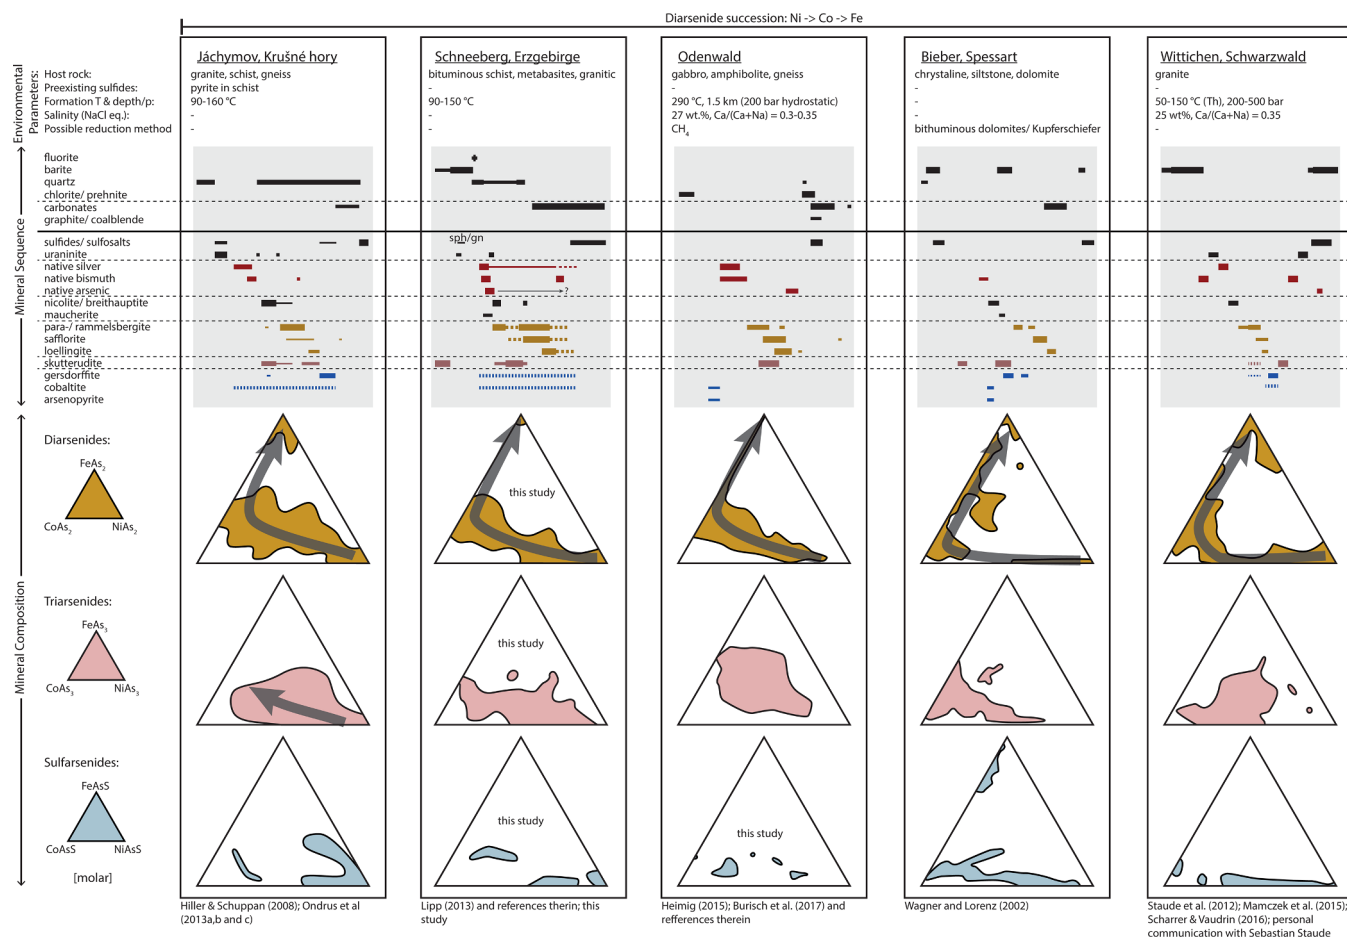 Diarsenide succession: Ni -> Co -> Fe
Environmental
Parameters:
Host rock:
Preexisting sulfides:
Formation T & depth/p:
Salinity (NaCl eq.):
Possible reduction method
Jáchymov, Krušné hory
granite, schist, gneiss
pyrite in schist
90-160 °C
-
-
Schneeberg, Erzgebirge
bituminous schist, metabasites, granitic
-
90-150 °C
-
-
Odenwald
gabbro, amphibolite, gneiss
-
290 °C, 1.5 km (200 bar hydrostatic)
27 wt.%, Ca/(Ca+Na) = 0.3-0.35
CH4
Bieber, Spessart
chrystaline, siltstone, dolomite
-
-
-
bithuminous dolomites/ Kupferschiefer
Wittichen, Schwarzwald
granite
-
50-150 °C (Th), 200-500 bar
25 wt%, Ca/(Ca+Na) = 0.35
-
Mineral Sequence
fluorite
barite
quartz
chlorite/ prehnite
carbonates
graphite/ coalblende
sulfides/ sulfosalts
uraninite
native silver
native bismuth
native arsenic
nicolite/ breithauptite
maucherite
para-/ rammelsbergite
safflorite
loellingite
skutterudite
gersdorffite
cobaltite
arsenopyrite
sph/gn
?
Mineral Composition
Diarsenides:
FeAs2
CoAs2 NiAs2
this study
Triarsenides:
FeAs3
CoAs3 NiAs3
this study
Sulfarsenides:
FeAsS
CoAsS NiAsS
[molar]
this study
this study
Hiller & Schuppan (2008); Ondrus et al
(2013a,b and c)
Lipp (2013) and references therin; this
study
Heimig (2015); Burisch et al. (2017) and
refferences therein
Wagner and Lorenz (2002)
Staude et al. (2012); Mamczek et al. (2015);
Scharrer & Vaudrin (2016); personal
communication with Sebastian Staude